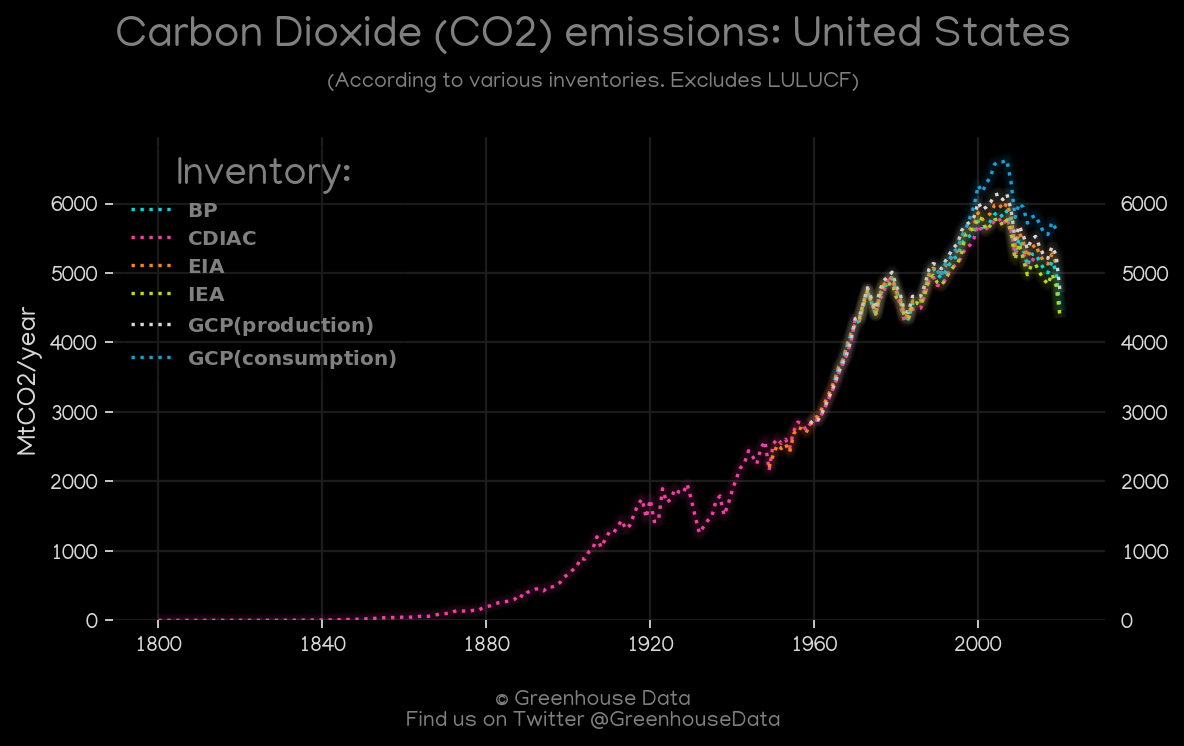 Carbon Dioxide (CO2) emissions: United States
(According to various inventories. Excludes LULUCF)
Inventory:
BP
CDIAC
EIA
IEA
GCP(production)
GCP(consumption)
MtCO2/year
6000
5000
4000
3000
2000
1000
0
6000
5000
4000
3000
2000
1000
0
1800 1840 1880 1920 1960 2000
© Greenhouse Data
Find us on Twitter @GreenhouseData